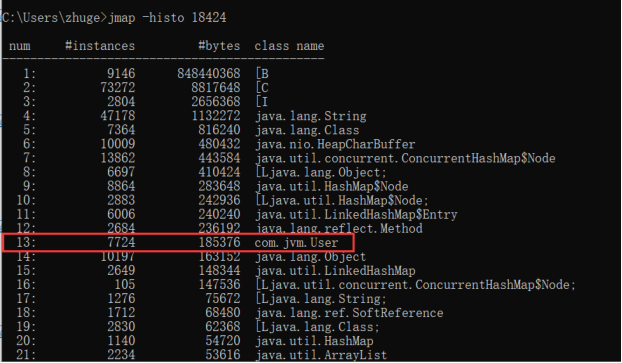 C:\Users\zhuge>jmap -histo 18424
num #instances #bytes class name
----------------------------------------------
1: 9146 848440368 [B
2: 73272 8817648 [C
3: 2804 2656368 [I
4: 47178 1132272 java.lang.String
5: 7364 816240 java.lang.Class
6: 10009 480432 java.nio.HeapCharBuffer
7: 13862 443584 java.util.concurrent.ConcurrentHashMap$Node
8: 6697 410424 [Ljava.lang.Object;
9: 8864 283648 java.util.HashMap$Node
10: 2883 242936 [Ljava.util.HashMap$Node;
11: 6006 240240 java.util.LinkedHashMap$Entry
12: 2684 236192 java.lang.reflect.Method
13: 7724 185376 com.jvm.User
14: 10197 163152 java.lang.Object
15: 2649 148344 java.util.LinkedHashMap
16: 105 147536 [Ljava.util.concurrent.ConcurrentHashMap$Node;
17: 1276 75672 [Ljava.lang.String;
18: 1712 68480 java.lang.ref.SoftReference
19: 2830 62368 [Ljava.lang.Class;
20: 1140 54720 java.util.HashMap
21: 2234 53616 java.util.ArrayList